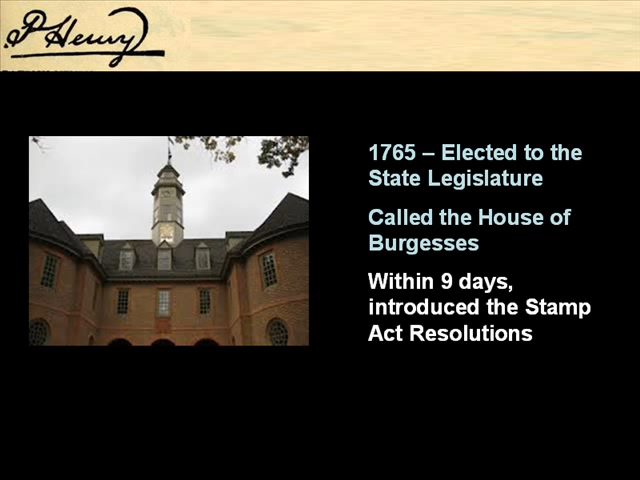 P Henry
1765 – Elected to the
State Legislature
Called the House of
Burgesses
Within 9 days,
introduced the Stamp
Act Resolutions